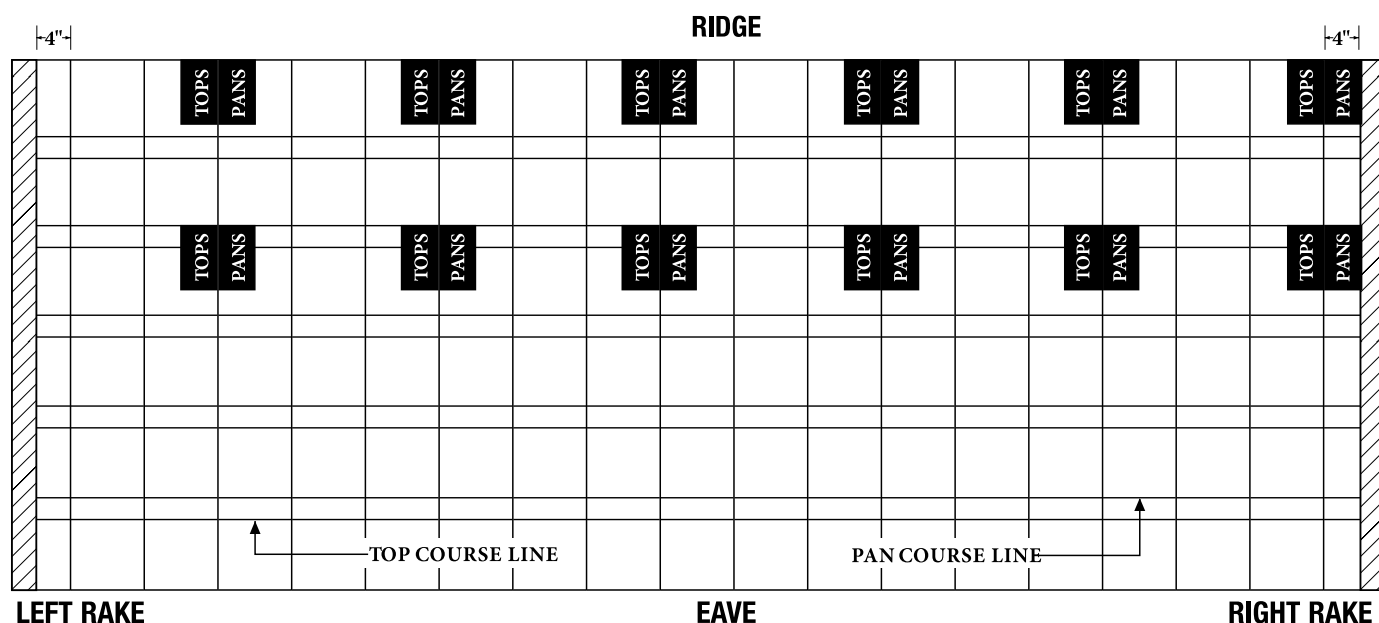 RIDGE
4" 4"
TOPS PANS TOPS PANS TOPS PANS TOPS PANS TOPS PANS TOPS PANS
TOPS PANS TOPS PANS TOPS PANS TOPS PANS TOPS PANS TOPS PANS
TOP COURSE LINE PAN COURSE LINE
LEFT RAKE EAVE RIGHT RAKE